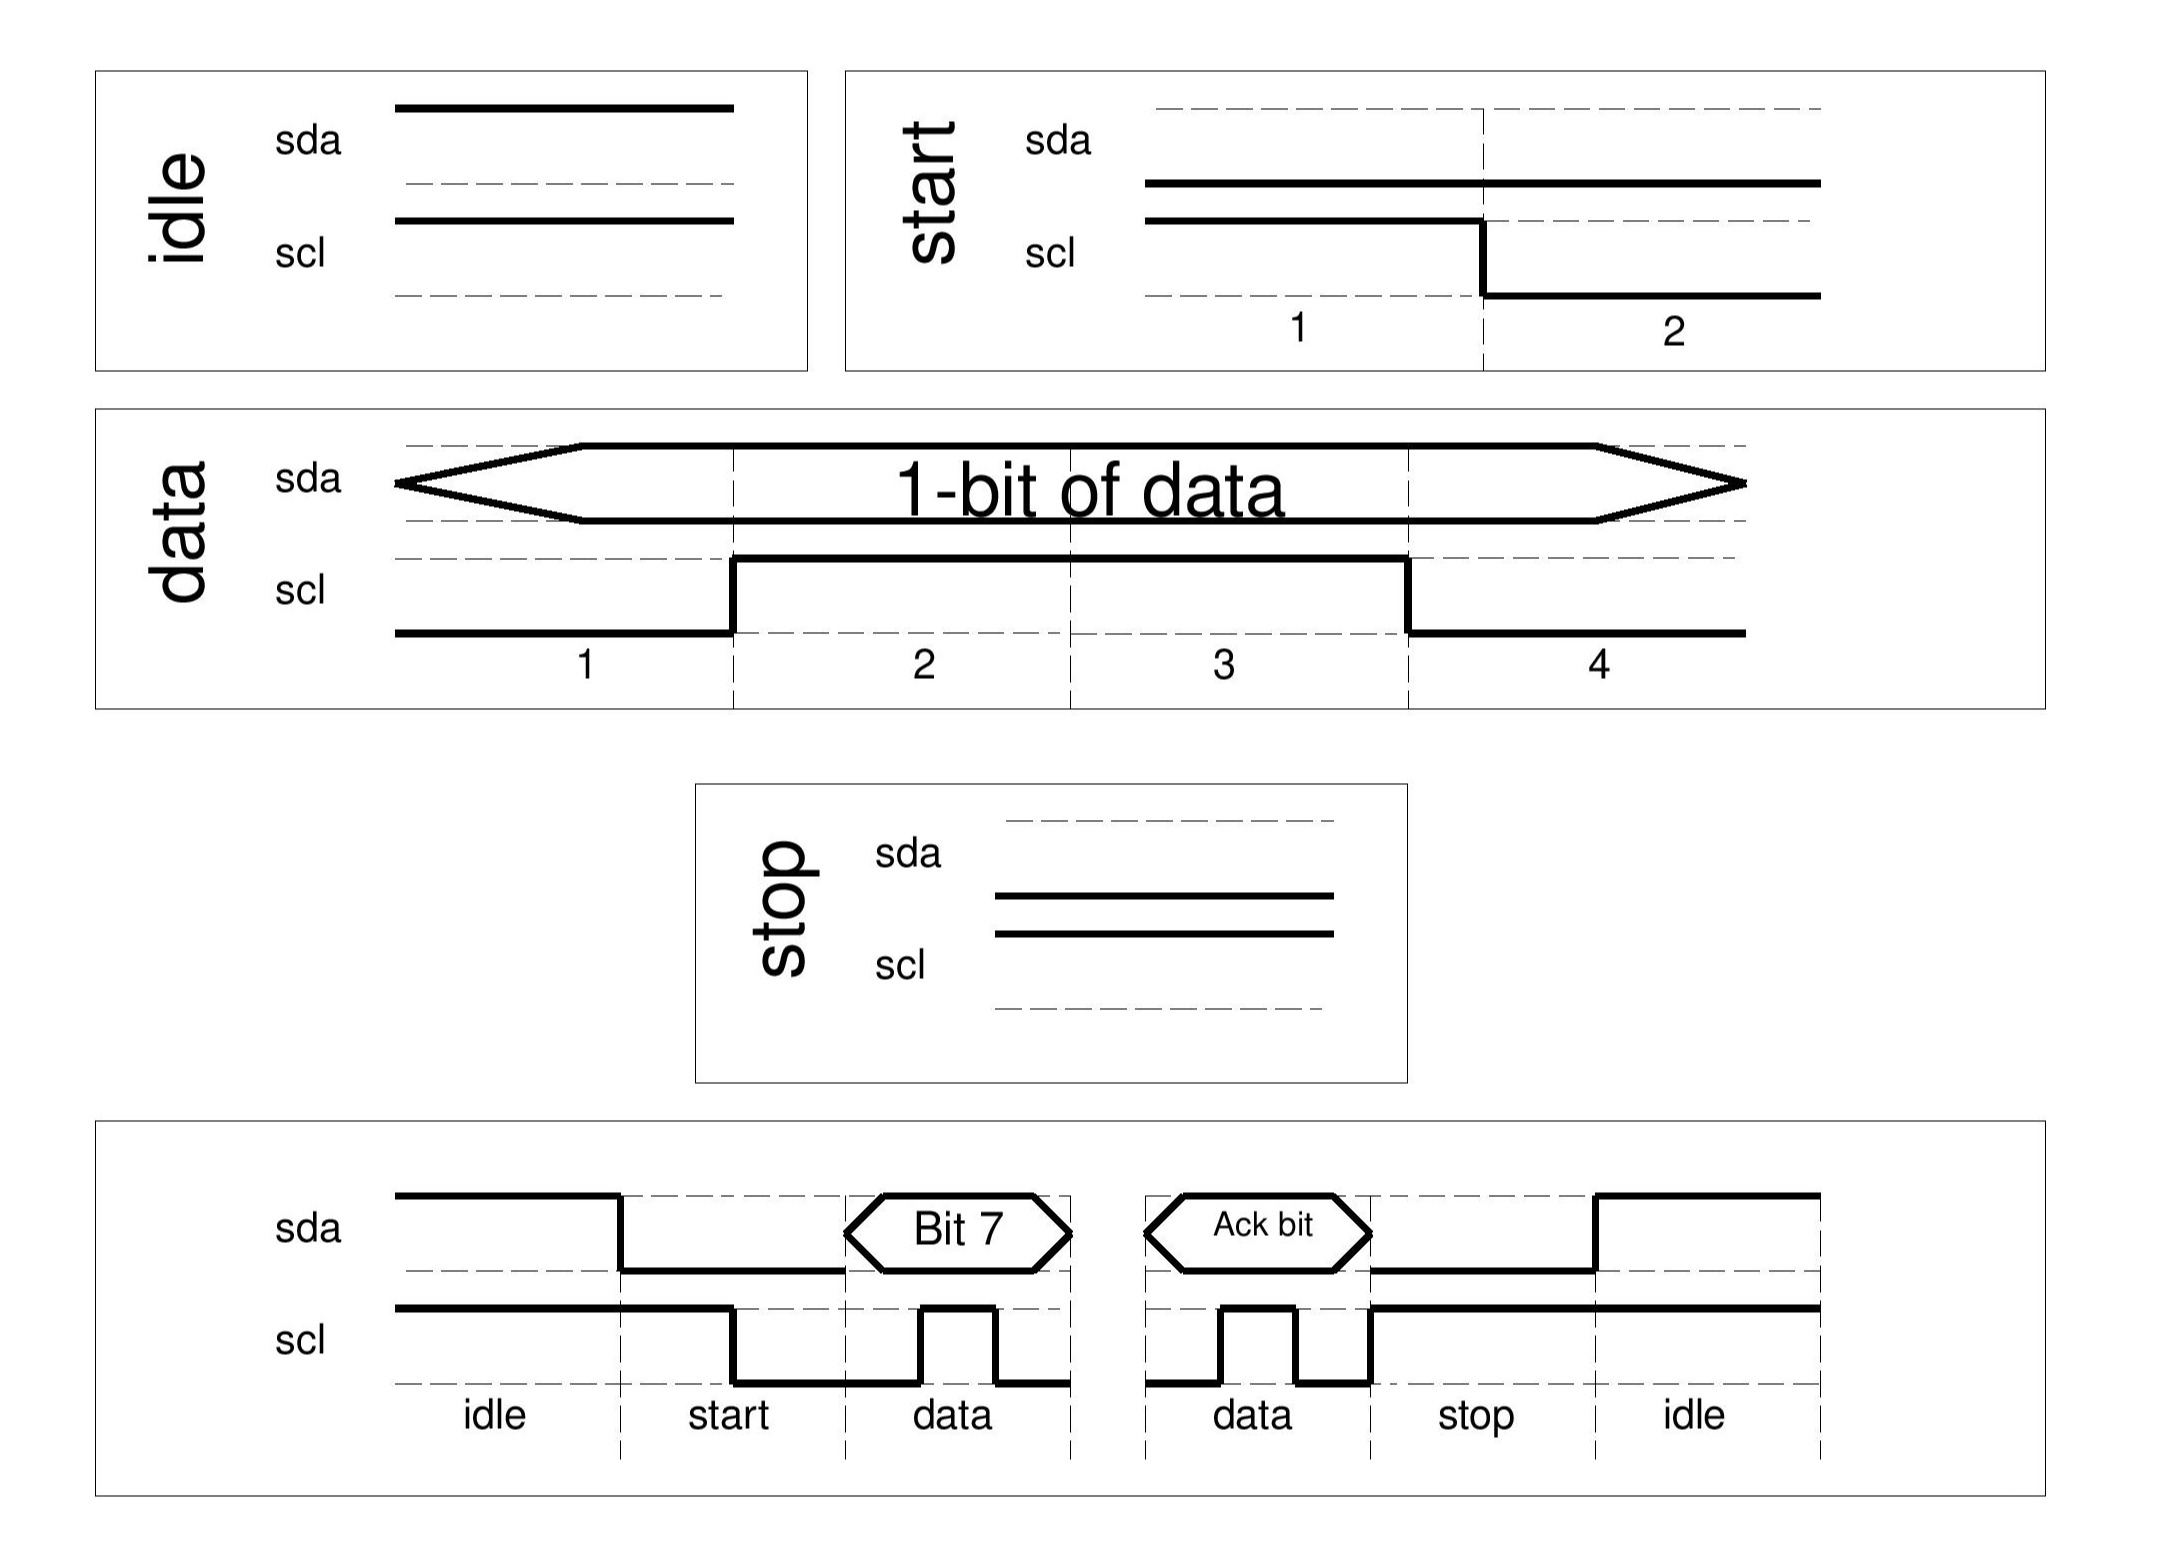 idle
sda
scl
start
sda
scl
1 2
data
sda
1-bit of data
scl
1 2 3 4
stop
sda
scl
sda
Bit 7 Ack bit
scl
idle start data data stop idle